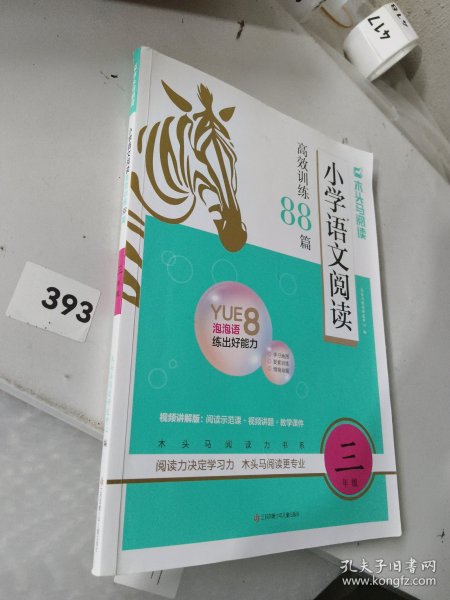 417
木头马阅读
小学语文阅读
高效训练88篇
YUE8
泡泡语
练出好能力
视频讲解版：阅读示范课·视频讲题·教学课件
木头马阅读力书系
阅读力决定学习力 木头马阅读更专业
三
年级
393
孔夫子旧书网
www.kongfz.com